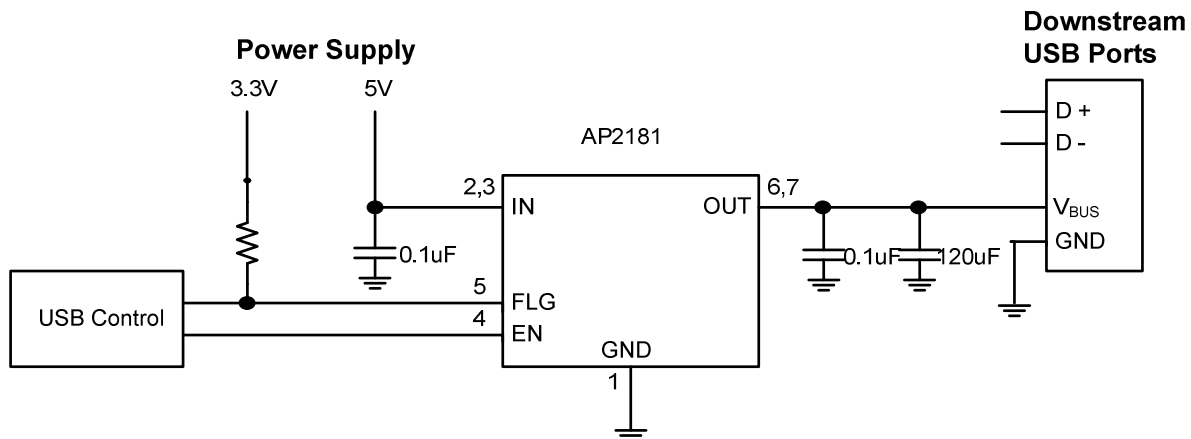 Downstream
USB Ports
Power Supply
3.3V
5V
D +
D -
AP2181
2,3
IN
OUT
6,7
VBUS
GND
0.1uF
0.1uF
120uF
USB Control
5
FLG
4
EN
GND
1